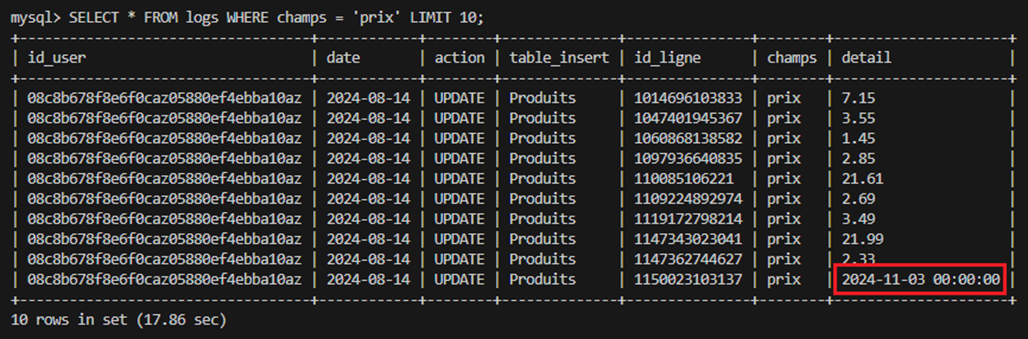 mysql> SELECT * FROM logs WHERE champs = 'prix' LIMIT 10;
+----------------------------------+------------+--------+--------------+---------------+--------+---------------------+
| id_user | date | action | table_insert | id_ligne | champs | detail |
+----------------------------------+------------+--------+--------------+---------------+--------+---------------------+
| 08c8b678f8e6f0caz05880ef4ebba10az | 2024-08-14 | UPDATE | Produits | 1014696103833 | prix | 7.15 |
| 08c8b678f8e6f0caz05880ef4ebba10az | 2024-08-14 | UPDATE | Produits | 1047401945367 | prix | 3.55 |
| 08c8b678f8e6f0caz05880ef4ebba10az | 2024-08-14 | UPDATE | Produits | 1060868138582 | prix | 1.45 |
| 08c8b678f8e6f0caz05880ef4ebba10az | 2024-08-14 | UPDATE | Produits | 1097936640835 | prix | 2.85 |
| 08c8b678f8e6f0caz05880ef4ebba10az | 2024-08-14 | UPDATE | Produits | 110085106221 | prix | 21.61 |
| 08c8b678f8e6f0caz05880ef4ebba10az | 2024-08-14 | UPDATE | Produits | 1109224892974 | prix | 2.69 |
| 08c8b678f8e6f0caz05880ef4ebba10az | 2024-08-14 | UPDATE | Produits | 1119172798214 | prix | 3.49 |
| 08c8b678f8e6f0caz05880ef4ebba10az | 2024-08-14 | UPDATE | Produits | 1147343023041 | prix | 21.99 |
| 08c8b678f8e6f0caz05880ef4ebba10az | 2024-08-14 | UPDATE | Produits | 1147362744627 | prix | 2.33 |
| 08c8b678f8e6f0caz05880ef4ebba10az | 2024-08-14 | UPDATE | Produits | 1150023103137 | prix | 2024-11-03 00:00:00 |
+----------------------------------+------------+--------+--------------+---------------+--------+---------------------+
10 rows in set (17.86 sec)